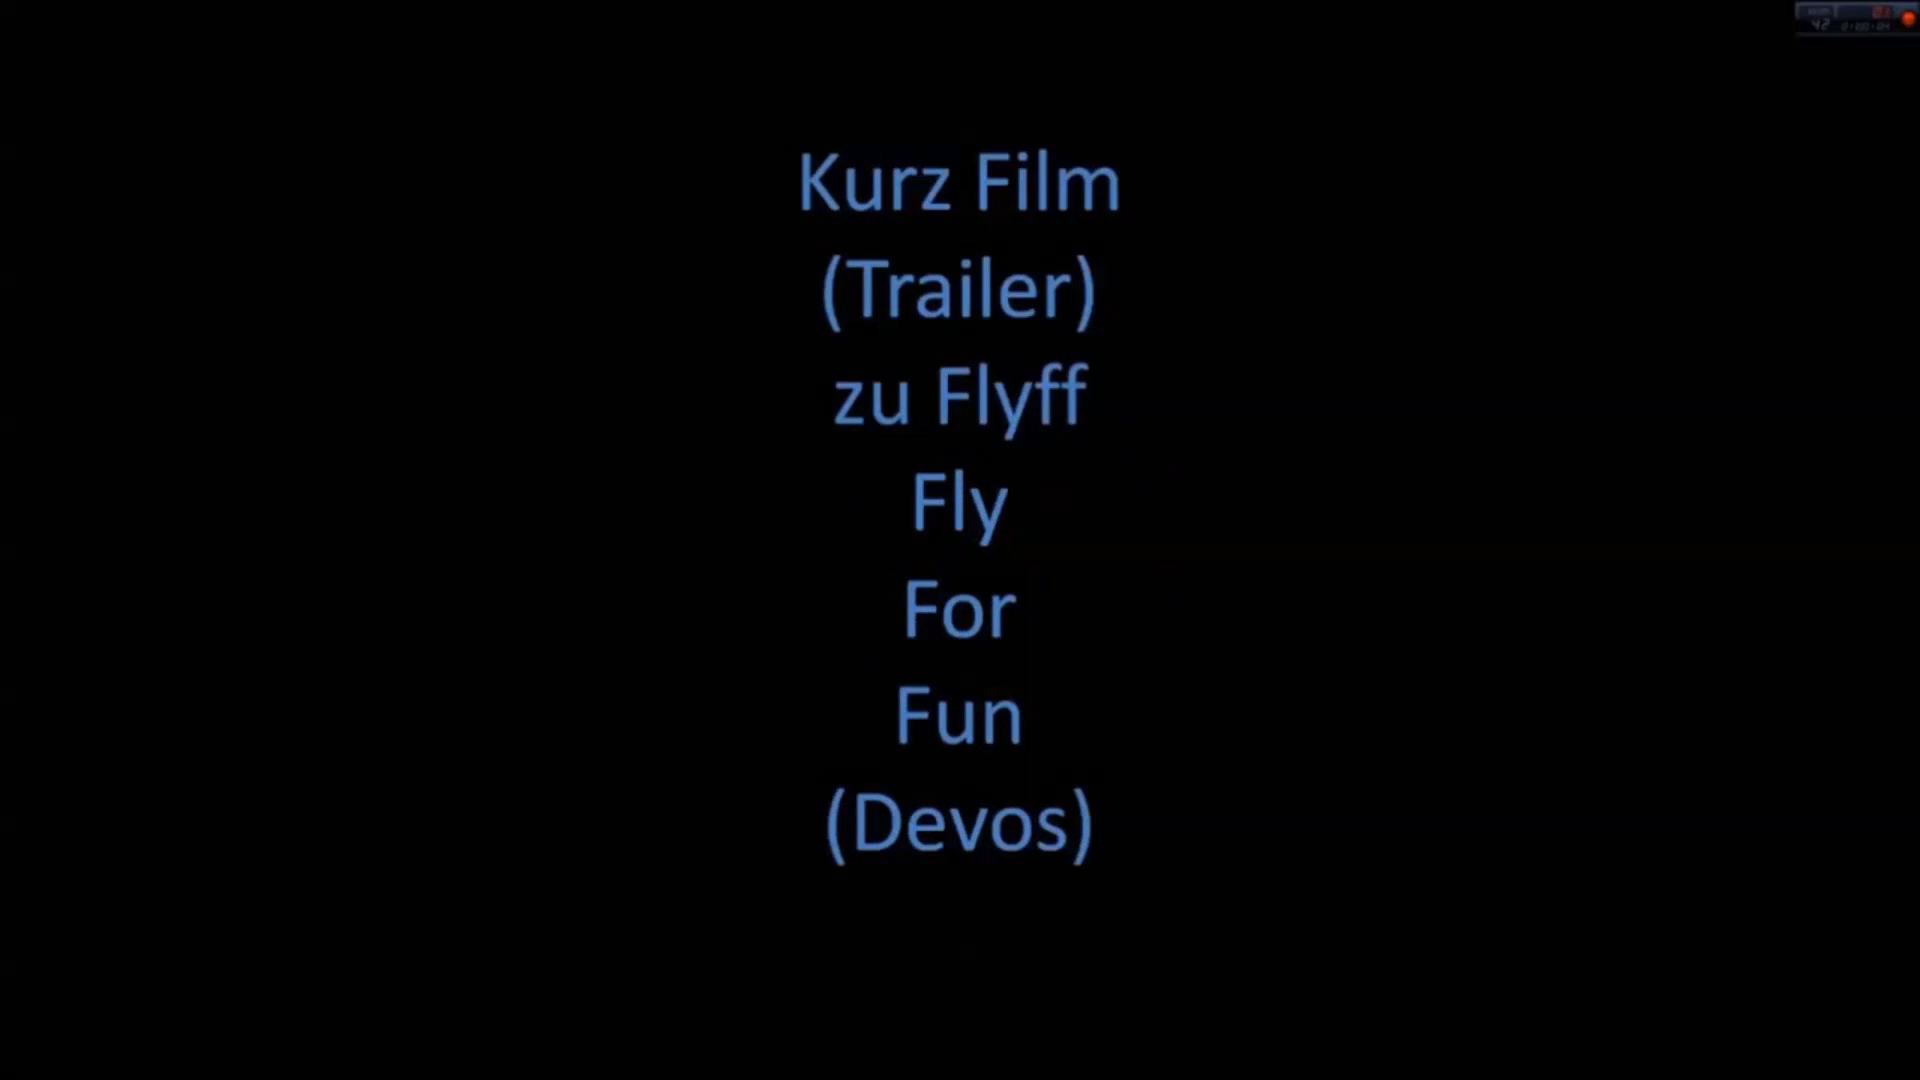 Kurz Film
(Trailer)
zu Flyff
Fly
For
Fun
(Devos)